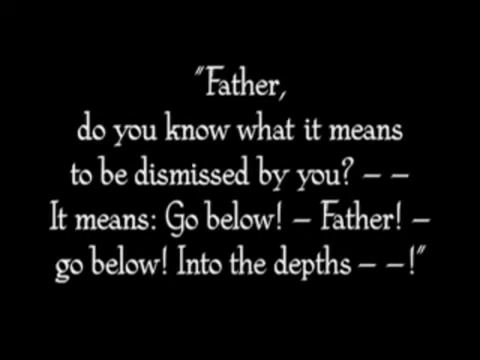 "Father,
do you know what it means
to be dismissed by you? – –
It means: Go below! – Father! –
go below! Into the depths – –!"